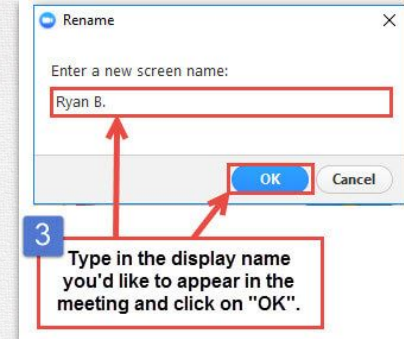 Rename
Enter a new screen name:
Ryan B.
OK Cancel
3
Type in the display name
you'd like to appear in the
meeting and click on "OK".